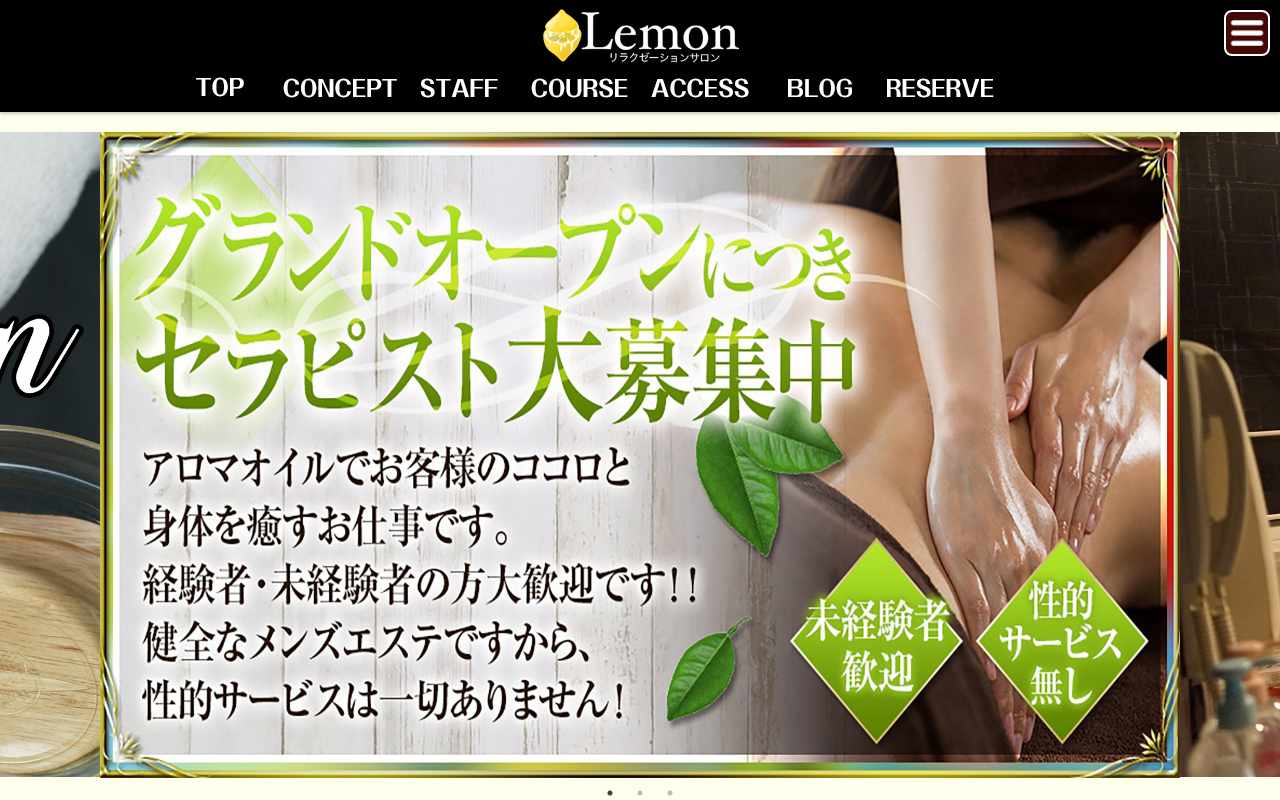 Lemon
リラクゼーションサロン
TOP CONCEPT STAFF COURSE ACCESS BLOG RESERVE
グランドオープンにつき
セラピスト大募集中
アロマオイルでお客様のココロと
身体を癒すお仕事です。
経験者・未経験者の方大歓迎です!!
健全なメンズエステですから、
性的サービスは一切ありません!
未経験者
歓迎
性的
サービス
無し